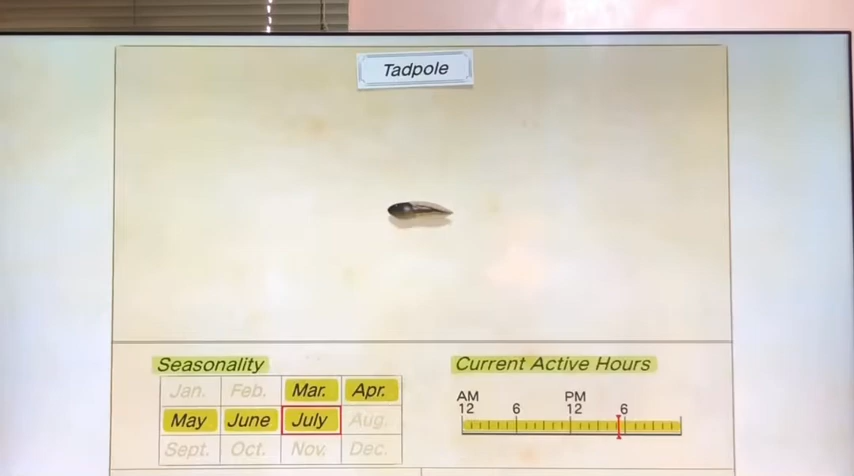 Tadpole
Seasonality
Current Active Hours
Jan. Feb. Mar. Apr.
AM PM
12 6 12 6
May June July Aug.
Sept. Oct. Nov. Dec.